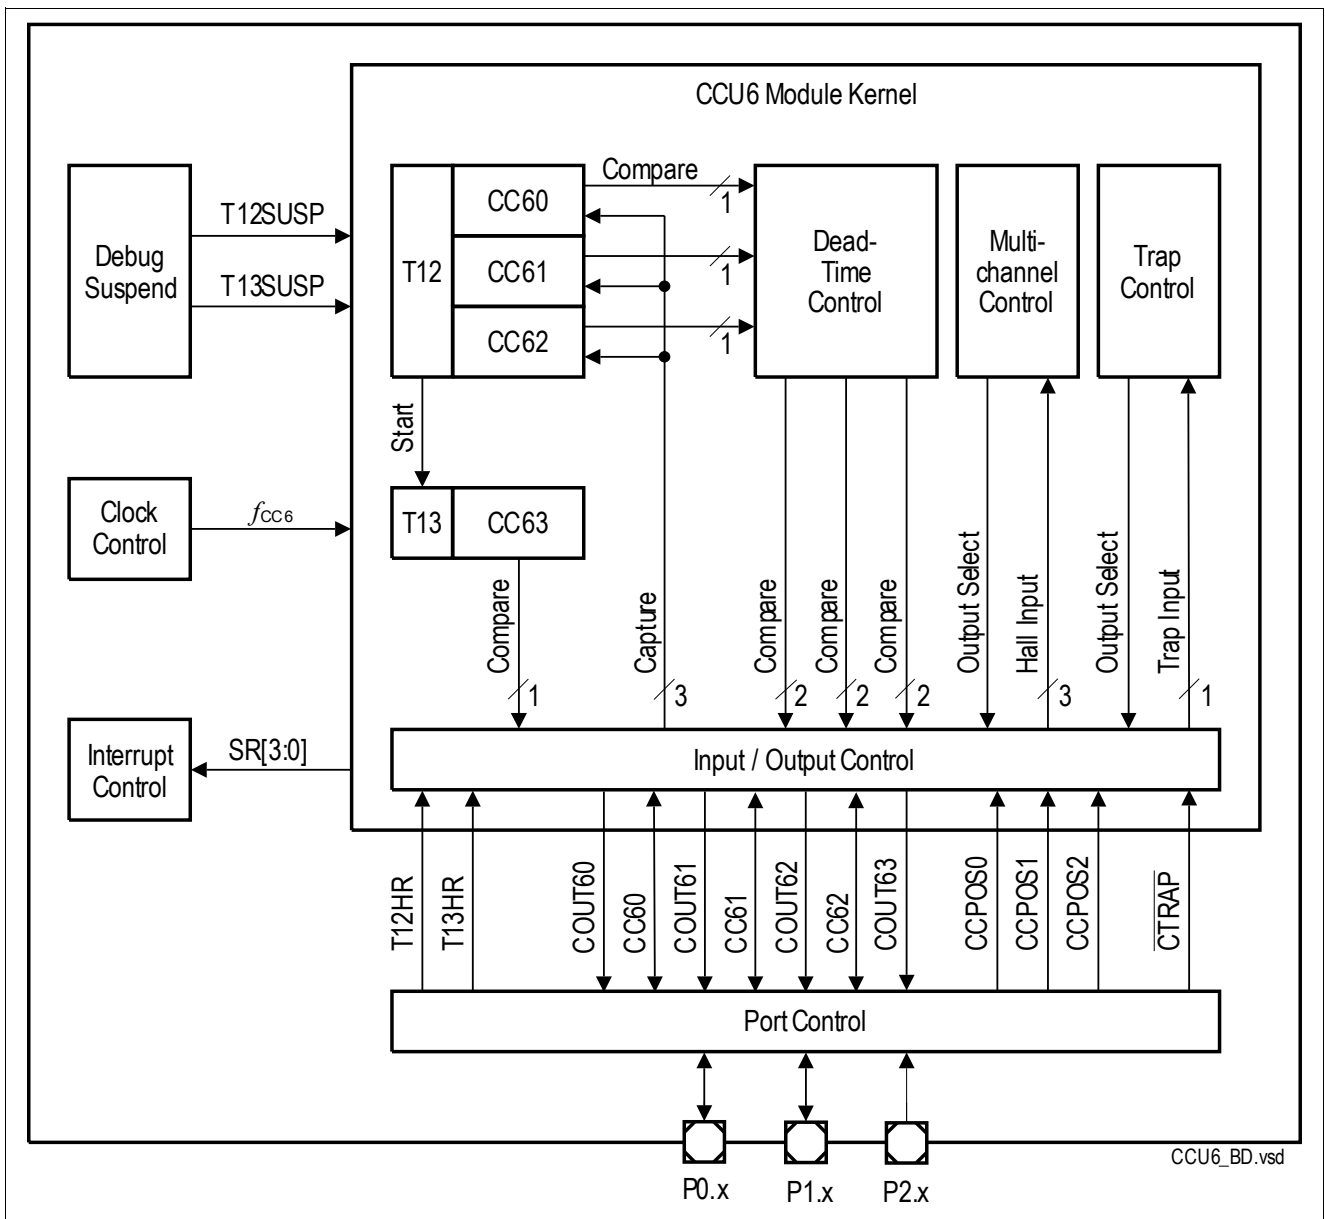 CCU6 Module Kernel
Debug
Suspend
T12SUSP
T13SUSP
T12
CC60
CC61
CC62
Compare
1
1
1
Dead-
Time
Control
Multi-
channel
Control
Trap
Control
Start
T13
CC63
Clock
Control
fCC6
Compare
1
Capture
3
Compare
2
Compare
2
Compare
2
Output Select
Hall Input
3
Output Select
Trap Input
1
Interrupt
Control
SR[3:0]
Input / Output Control
T12HR
T13HR
COUT60
CC60
COUT61
CC61
COUT62
CC62
COUT63
CCPOS0
CCPOS1
CCPOS2
CTRAP
Port Control
P0.x
P1.x
P2.x
CCU6_BD.vsd